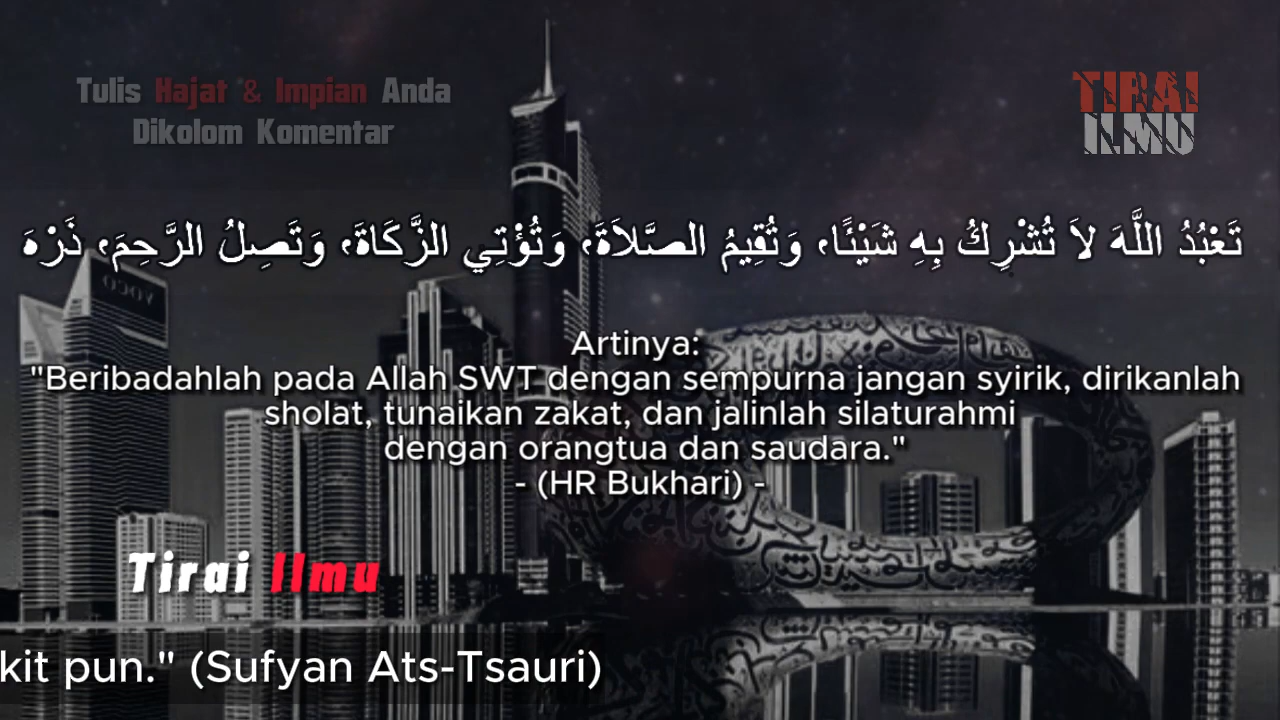 Tulis Hajat & Impian Anda
Dikolom Komentar
TIRAI
ILMU
تَعْبُدُ اللَّهَ لاَ تُشْرِكُ بِهِ شَيْئًا، وَتُقِيمُ الصَّلاَةَ، وَتُؤْتِي الزَّكَاةَ، وَتَصِلُ الرَّحِمَ، ذَرْهَ
VOCO
Artinya:
"Beribadahlah pada Allah SWT dengan sempurna jangan syirik, dirikanlah
sholat, tunaikan zakat, dan jalinlah silaturahmi
dengan orangtua dan saudara."
- (HR Bukhari) -
Tirai Ilmu
kit pun." (Sufyan Ats-Tsauri)